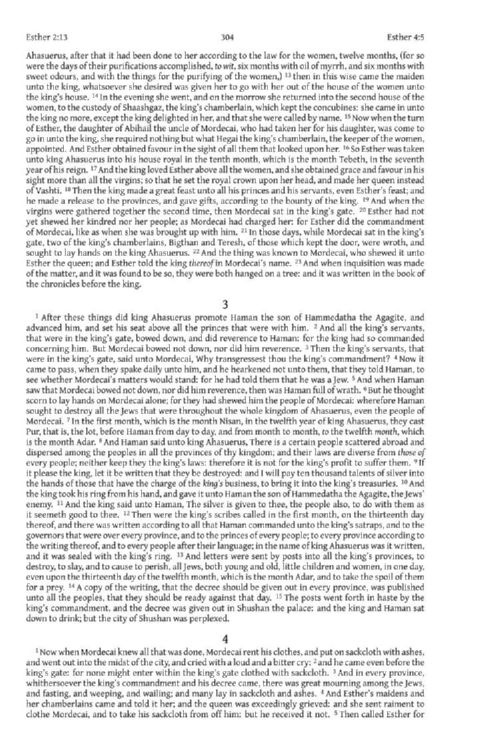 Esther 2:13 304 Esther 4:5
Ahasuerus, after that it had been done to her according to the law for the women, twelve months, (for so
were the days of their purifications accomplished, to wit, six months with oil of myrrh, and six months with
sweet odours, and with the things for the purifying of the women,) 13 then in this wise came the maiden
unto the king, whatsoever she desired was given her to go with her out of the house of the women unto
the king's house. 14 In the evening she went, and on the morrow she returned into the second house of the
women, to the custody of Shaashgaz, the king's chamberlain, which kept the concubines: she came in unto
the king no more, except the king delighted in her, and that she were called by name. 15 Now when the turn
of Esther, the daughter of Abihail the uncle of Mordecai, who had taken her for his daughter, was come to
go in unto the king, she required nothing but what Hegai the king's chamberlain, the keeper of the women,
appointed. And Esther obtained favour in the sight of all them that looked upon her. 16 So Esther was taken
unto king Ahasuerus into his house royal in the tenth month, which is the month Tebeth, in the seventh
year of his reign. 17 And the king loved Esther above all the women, and she obtained grace and favour in his
sight more than all the virgins; so that he set the royal crown upon her head, and made her queen instead
of Vashti. 18 Then the king made a great feast unto all his princes and his servants, even Esther's feast; and
he made a release to the provinces, and gave gifts, according to the bounty of the king. 19 And when the
virgins were gathered together the second time, then Mordecai sat in the king's gate. 20 Esther had not
yet shewed her kindred nor her people; as Mordecai had charged her: for Esther did the commandment
of Mordecai, like as when she was brought up with him. 21 In those days, while Mordecai sat in the king's
gate, two of the king's chamberlains, Bigthan and Teresh, of those which kept the door, were wroth, and
sought to lay hands on the king Ahasuerus. 22 And the thing was known to Mordecai, who shewed it unto
Esther the queen; and Esther told the king thereof in Mordecai's name. 23 And when inquisition was made
of the matter, and it was found to be so, they were both hanged on a tree: and it was written in the book of
the chronicles before the king.
3
1 After these things did king Ahasuerus promote Haman the son of Hammedatha the Agagite, and
advanced him, and set his seat above all the princes that were with him. 2 And all the king's servants,
that were in the king's gate, bowed down, and did reverence to Haman: for the king had so commanded
concerning him. But Mordecai bowed not down, nor did him reverence. 3 Then the king's servants, that
were in the king's gate, said unto Mordecai, Why transgressest thou the king's commandment? 4 Now it
came to pass, when they spake daily unto him, and he hearkened not unto them, that they told Haman, to
see whether Mordecai's matters would stand: for he had told them that he was a Jew. 5 And when Haman
saw that Mordecai bowed not down, nor did him reverence, then was Haman full of wrath. 6 But he thought
scorn to lay hands on Mordecai alone; for they had shewed him the people of Mordecai: wherefore Haman
sought to destroy all the Jews that were throughout the whole kingdom of Ahasuerus, even the people of
Mordecai. 7 In the first month, which is the month Nisan, in the twelfth year of king Ahasuerus, they cast
Pur, that is, the lot, before Haman from day to day, and from month to month, to the twelfth month, which
is the month Adar. 8 And Haman said unto king Ahasuerus, There is a certain people scattered abroad and
dispersed among the peoples in all the provinces of thy kingdom; and their laws are diverse from those of
every people; neither keep they the king's laws: therefore it is not for the king's profit to suffer them. 9 If
it please the king, let it be written that they be destroyed: and I will pay ten thousand talents of silver into
the hands of those that have the charge of the king's business, to bring it into the king's treasuries. 10 And
the king took his ring from his hand, and gave it unto Haman the son of Hammedatha the Agagite, the Jews'
enemy. 11 And the king said unto Haman, The silver is given to thee, the people also, to do with them as
it seemeth good to thee. 12 Then were the king's scribes called in the first month, on the thirteenth day
thereof, and there was written according to all that Haman commanded unto the king's satraps, and to the
governors that were over every province, and to the princes of every people; to every province according to
the writing thereof, and to every people after their language; in the name of king Ahasuerus was it written,
and it was sealed with the king's ring. 13 And letters were sent by posts into all the king's provinces, to
destroy, to slay, and to cause to perish, all Jews, both young and old, little children and women, in one day,
even upon the thirteenth day of the twelfth month, which is the month Adar, and to take the spoil of them
for a prey. 14 A copy of the writing, that the decree should be given out in every province, was published
unto all the peoples, that they should be ready against that day. 15 The posts went forth in haste by the
king's commandment, and the decree was given out in Shushan the palace: and the king and Haman sat
down to drink; but the city of Shushan was perplexed.
4
1 Now when Mordecai knew all that was done, Mordecai rent his clothes, and put on sackcloth with ashes,
and went out into the midst of the city, and cried with a loud and a bitter cry: 2 and he came even before the
king's gate: for none might enter within the king's gate clothed with sackcloth. 3 And in every province,
whithersoever the king's commandment and his decree came, there was great mourning among the Jews,
and fasting, and weeping, and wailing; and many lay in sackcloth and ashes. 4 And Esther's maidens and
her chamberlains came and told it her; and the queen was exceedingly grieved: and she sent raiment to
clothe Mordecai, and to take his sackcloth from off him: but he received it not. 5 Then called Esther for